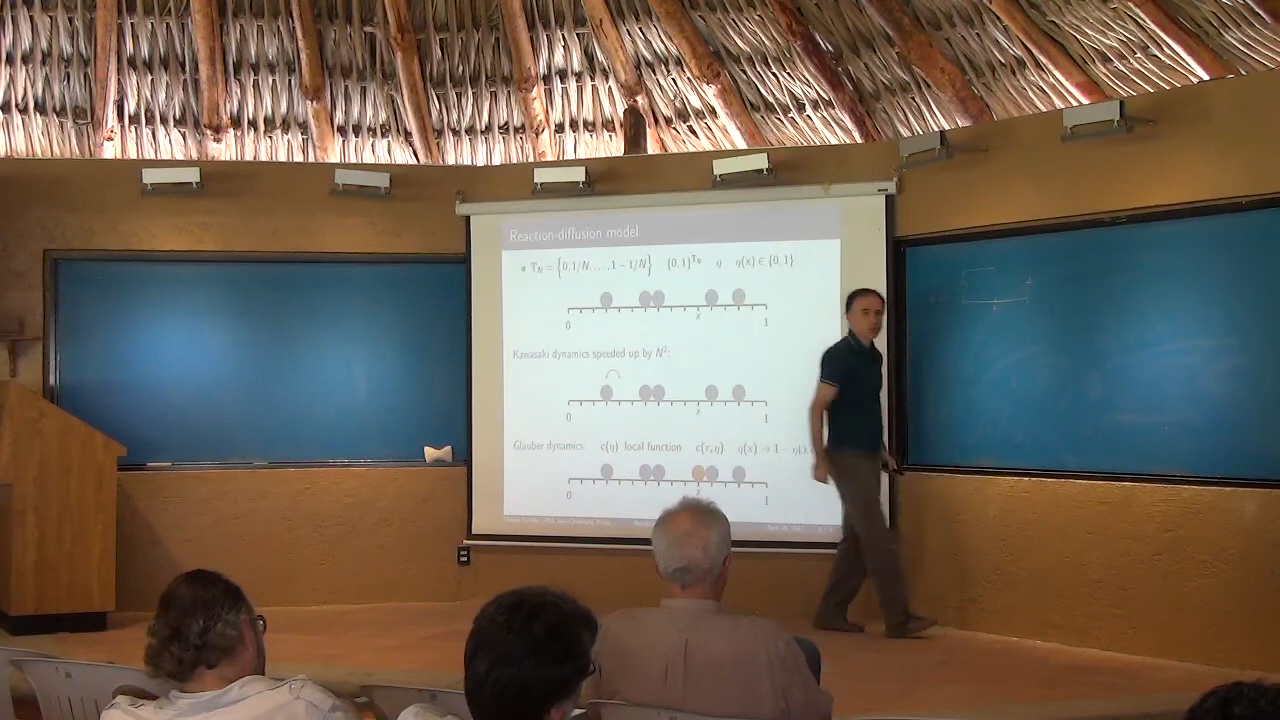 Reaction-diffusion model
• 𝕋_N = {0, 1/N, ..., 1 − 1/N} {0, 1}^{𝕋_N} η η(x) ∈ {0, 1}
0 x 1
Kawasaki dynamics speeded up by N²:
0 x 1
Glauber dynamics: c(η) local function c(x, η) η(x) → 1 − η(x)
0 x 1